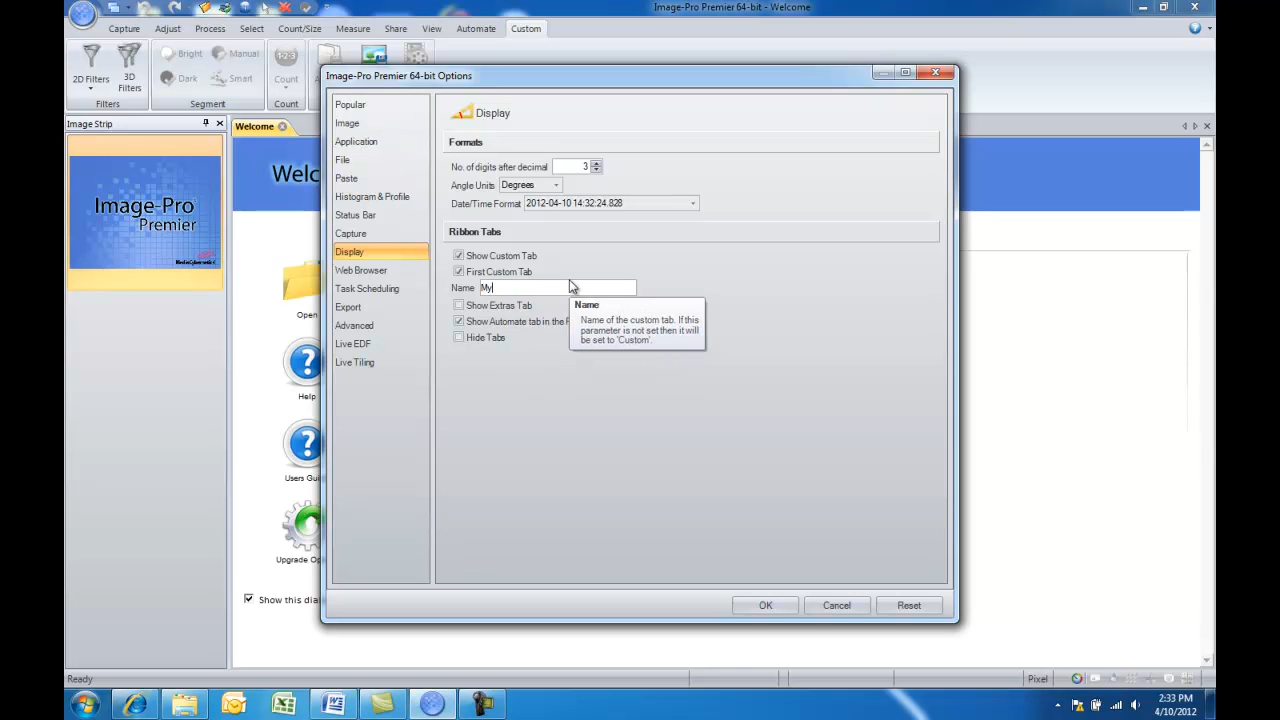 Image-Pro Premier 64-bit - Welcome
Capture Adjust Process Select Count/Size Measure Share View Automate Custom
2D Filters
3D Filters
Bright Manual
Dark Smart
Count
Filters Segment Count
Image Strip
Welcome
Image-Pro
Premier
MediaCybernetics
Welc
Open
Help
Users Gui
Upgrade Op
Show this dia
Image-Pro Premier 64-bit Options
Popular
Image
Application
File
Paste
Histogram & Profile
Status Bar
Capture
Display
Web Browser
Task Scheduling
Export
Advanced
Live EDF
Live Tiling
Display
Formats
No. of digits after decimal 3
Angle Units Degrees
Date/Time Format 2012-04-10 14:32:24.828
Ribbon Tabs
Show Custom Tab
First Custom Tab
Name My
Show Extras Tab
Show Automate tab in the
Hide Tabs
Name
Name of the custom tab. If this
parameter is not set then it will
be set to 'Custom'.
OK Cancel Reset
Ready
Pixel
2:33 PM
4/10/2012